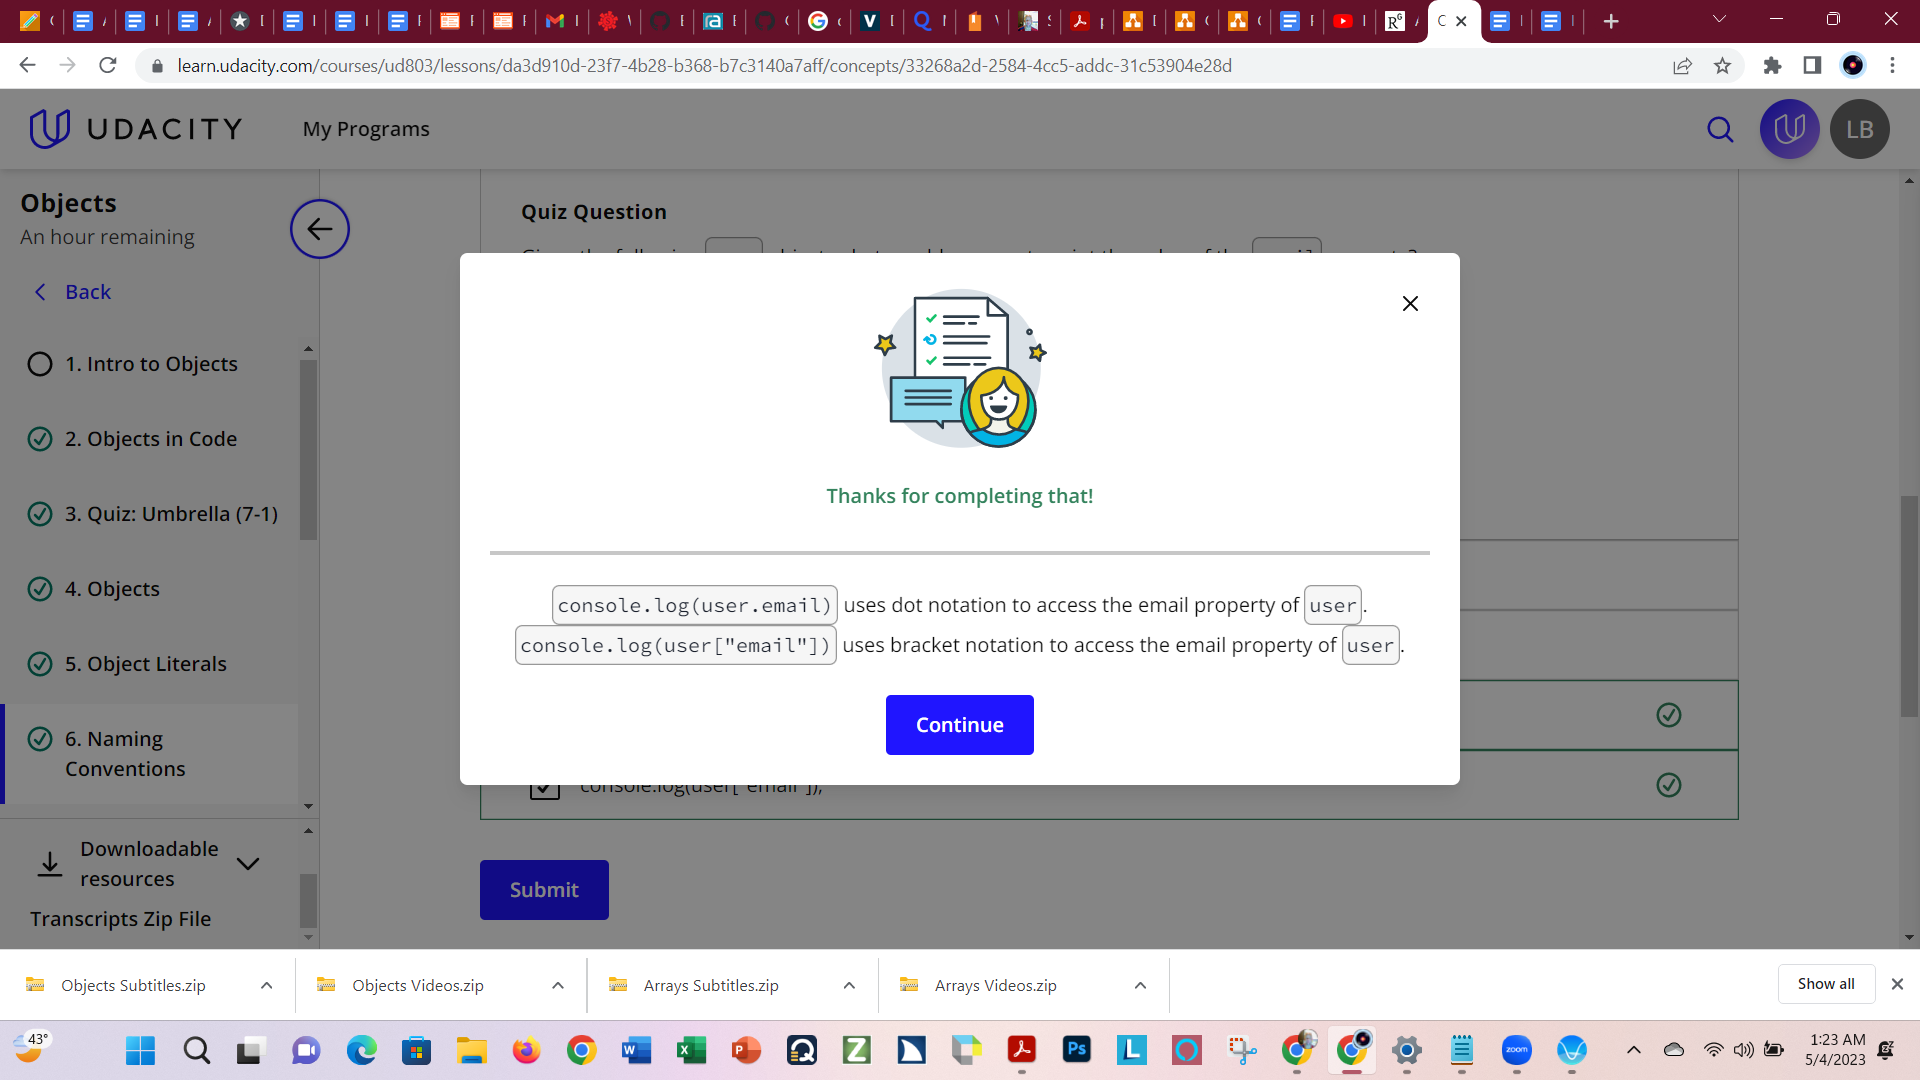 learn.udacity.com/courses/ud803/lessons/da3d910d-23f7-4b28-b368-b7c3140a7aff/concepts/33268a2d-2584-4cc5-addc-31c53904e28d
UDACITY
My Programs
LB
Objects
An hour remaining
Back
1. Intro to Objects
2. Objects in Code
3. Quiz: Umbrella (7-1)
4. Objects
5. Object Literals
6. Naming
Conventions
Downloadable
resources
Transcripts Zip File
Quiz Question
Thanks for completing that!
console.log(user.email) uses dot notation to access the email property of user.
console.log(user["email"]) uses bracket notation to access the email property of user.
Continue
console.log(user["email"]);
Submit
Objects Subtitles.zip
Objects Videos.zip
Arrays Subtitles.zip
Arrays Videos.zip
Show all
43°
zoom
1:23 AM
5/4/2023